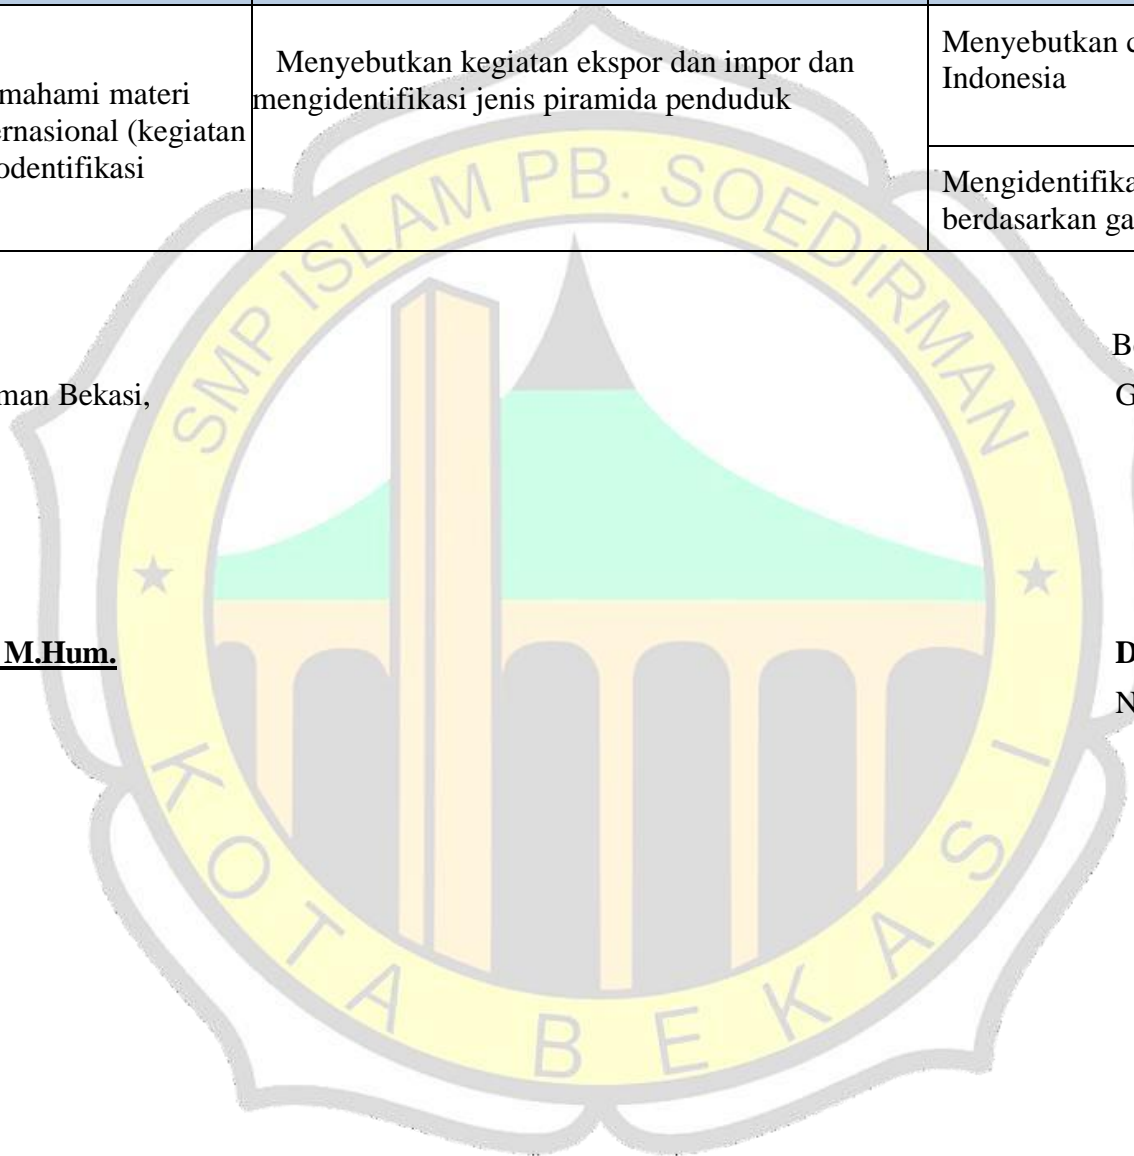 mahami materi
ernasional (kegiatan
odentifikasi
Menyebutkan kegiatan ekspor dan impor dan
mengidentifikasi jenis piramida penduduk
Menyebutkan c
Indonesia
Mengidentifika
berdasarkan ga
SMP ISLAM PB. SOEDIRMAN
KOTA BEKASI
man Bekasi,
M.Hum.
B
G
D
N